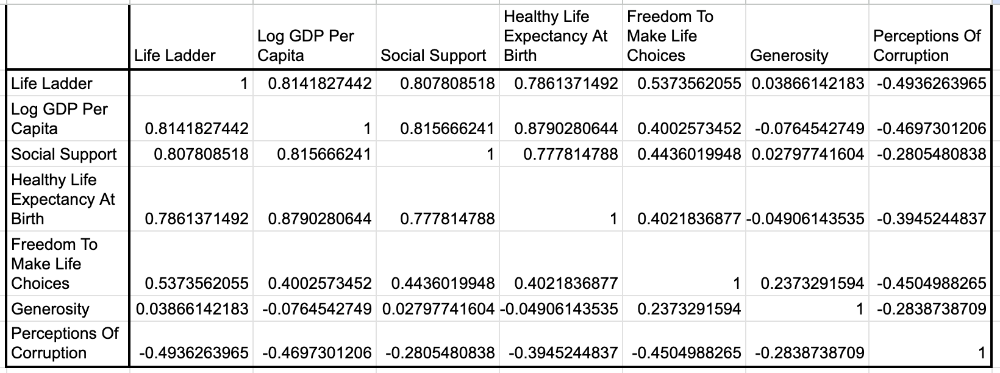 Healthy Life Freedom To
Log GDP Per Expectancy At Make Life Perceptions Of
Life Ladder Capita Social Support Birth Choices Generosity Corruption
Life Ladder 1 0.8141827442 0.807808518 0.7861371492 0.5373562055 0.03866142183 -0.4936263965
Log GDP Per
Capita 0.8141827442 1 0.815666241 0.8790280644 0.4002573452 -0.0764542749 -0.4697301206
Social Support 0.807808518 0.815666241 1 0.777814788 0.4436019948 0.02797741604 -0.2805480838
Healthy Life
Expectancy At
Birth 0.7861371492 0.8790280644 0.777814788 1 0.4021836877 -0.04906143535 -0.3945244837
Freedom To
Make Life
Choices 0.5373562055 0.4002573452 0.4436019948 0.4021836877 1 0.2373291594 -0.4504988265
Generosity 0.03866142183 -0.0764542749 0.02797741604 -0.04906143535 0.2373291594 1 -0.2838738709
Perceptions Of
Corruption -0.4936263965 -0.4697301206 -0.2805480838 -0.3945244837 -0.4504988265 -0.2838738709 1